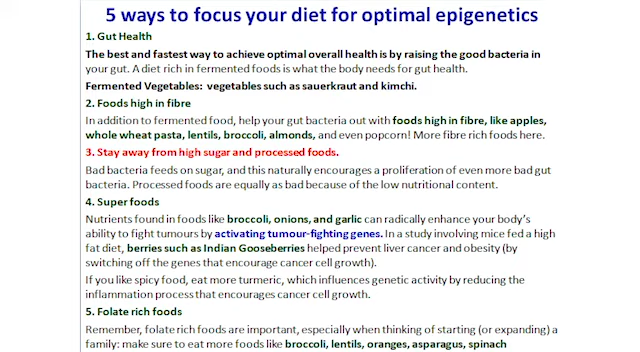 5 ways to focus your diet for optimal epigenetics
1. Gut Health
The best and fastest way to achieve optimal overall health is by raising the good bacteria in
your gut. A diet rich in fermented foods is what the body needs for gut health.
Fermented Vegetables: vegetables such as sauerkraut and kimchi.
2. Foods high in fibre
In addition to fermented food, help your gut bacteria out with foods high in fibre, like apples,
whole wheat pasta, lentils, broccoli, almonds, and even popcorn! More fibre rich foods here.
3. Stay away from high sugar and processed foods.
Bad bacteria feeds on sugar, and this naturally encourages a proliferation of even more bad gut
bacteria. Processed foods are equally as bad because of the low nutritional content.
4. Super foods
Nutrients found in foods like broccoli, onions, and garlic can radically enhance your body's
ability to fight tumours by activating tumour-fighting genes. In a study involving mice fed a high
fat diet, berries such as Indian Gooseberries helped prevent liver cancer and obesity (by
switching off the genes that encourage cancer cell growth).
If you like spicy food, eat more turmeric, which influences genetic activity by reducing the
inflammation process that encourages cancer cell growth.
5. Folate rich foods
Remember, folate rich foods are important, especially when thinking of starting (or expanding) a
family: make sure to eat more foods like broccoli, lentils, oranges, asparagus, spinach